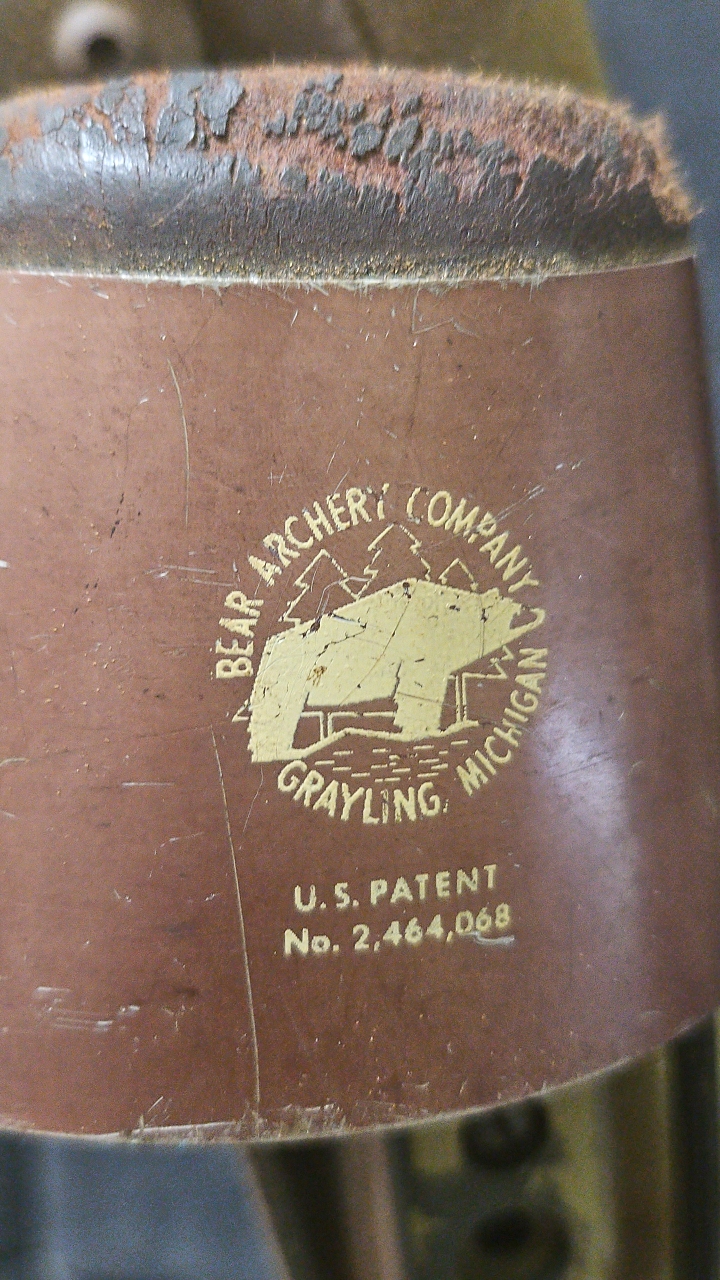 BEAR ARCHERY COMPANY
GRAYLING, MICHIGAN
U.S. PATENT
No. 2,464,068